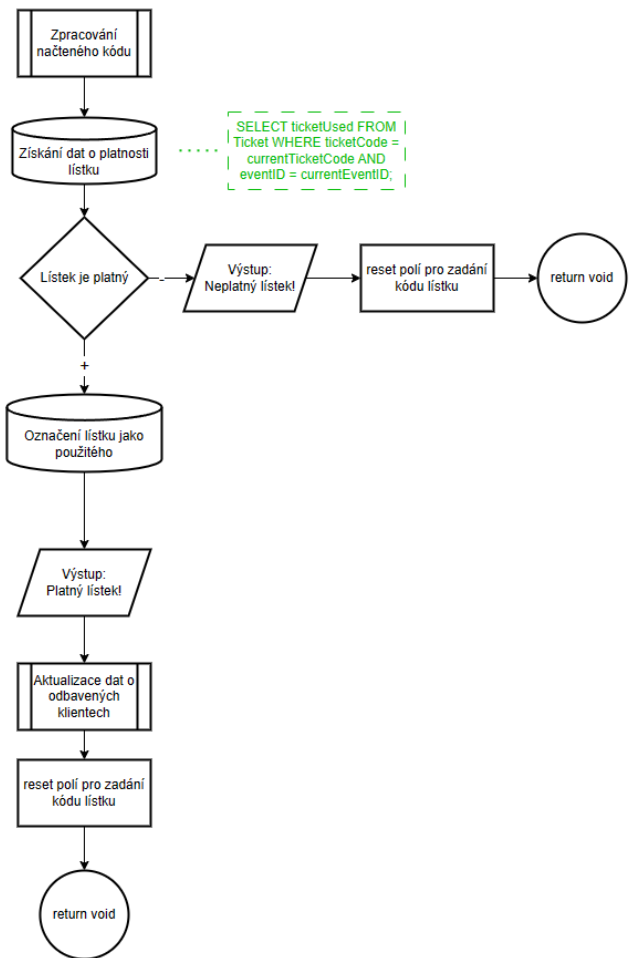 Zpracování
načteného kódu
Získání dat o platnosti
lístku
SELECT ticketUsed FROM
Ticket WHERE ticketCode =
currentTicketCode AND
eventID = currentEventID;
Lístek je platný
-
Výstup:
Neplatný lístek!
reset polí pro zadání
kódu lístku
return void
+
Označení lístku jako
použitého
Výstup:
Platný lístek!
Aktualizace dat o
odbavených
klientech
reset polí pro zadání
kódu lístku
return void